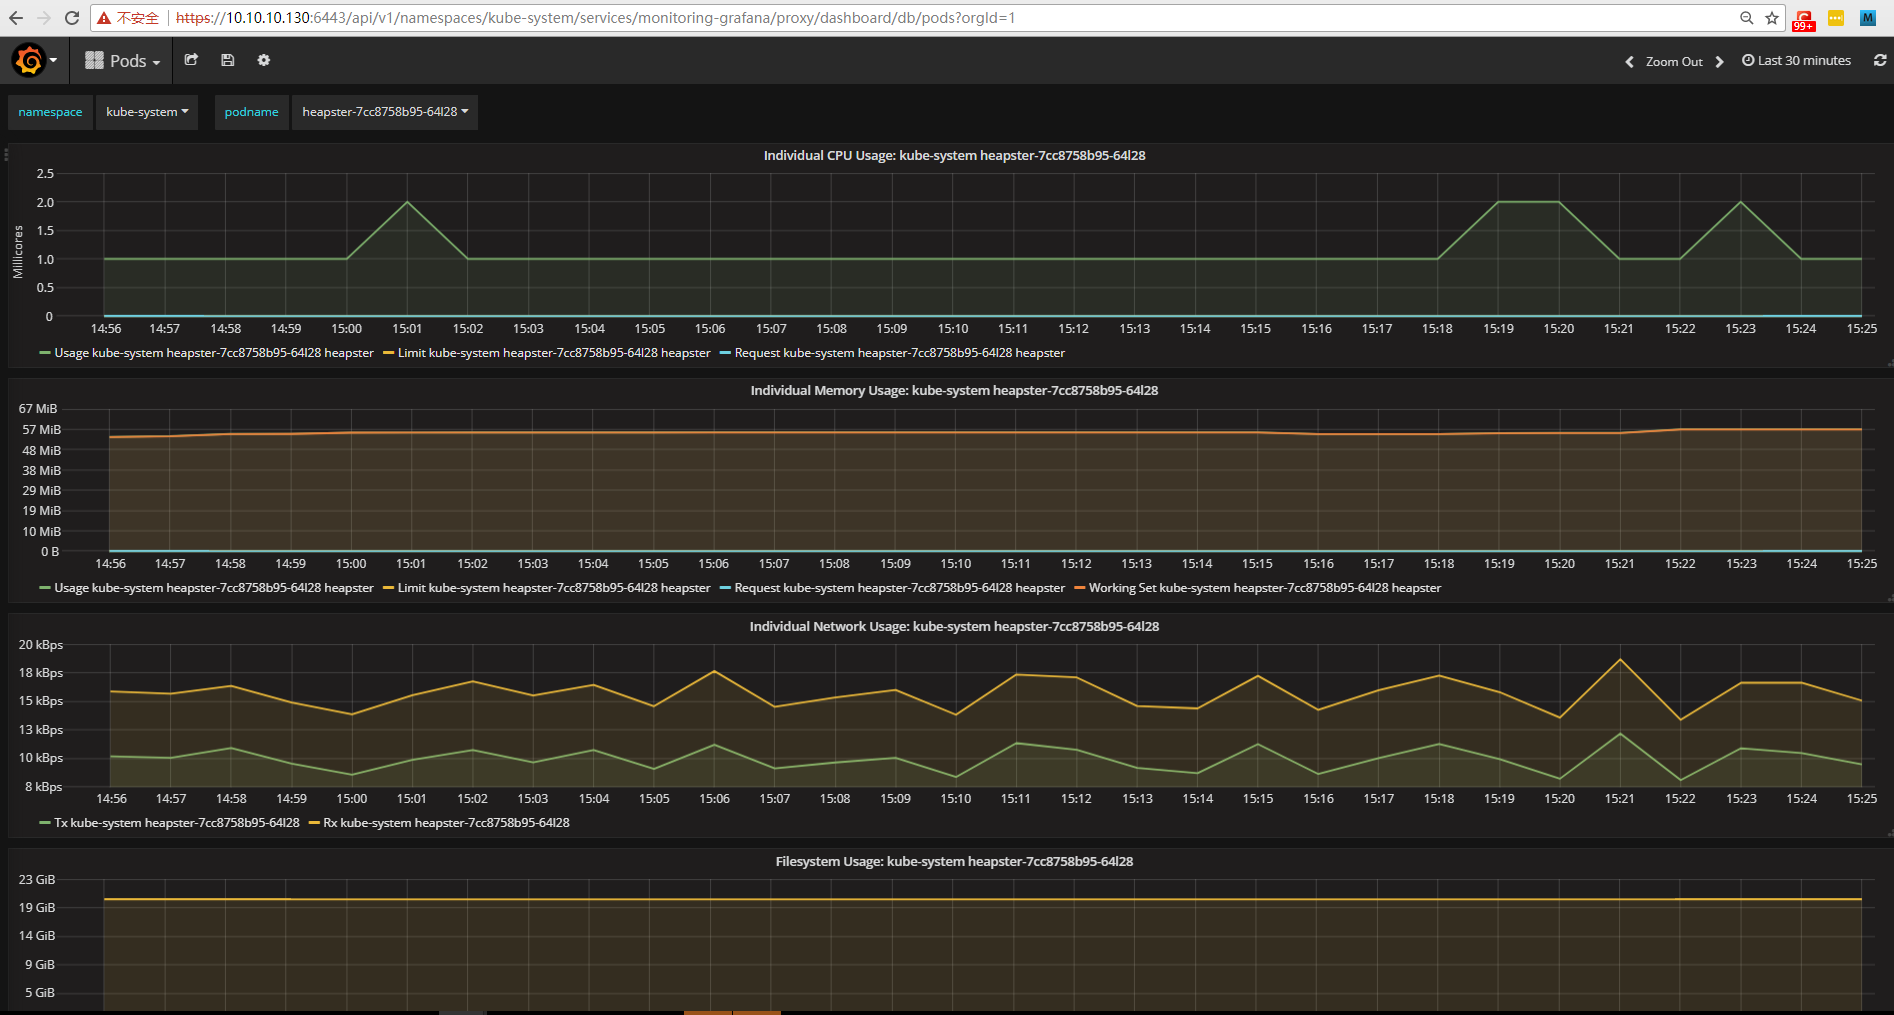 不安全 https://10.10.10.130:6443/api/v1/namespaces/kube-system/services/monitoring-grafana/proxy/dashboard/db/pods?orgId=1
99+
M
Pods
Zoom Out
Last 30 minutes
namespace kube-system podname heapster-7cc8758b95-64l28
Individual CPU Usage: kube-system heapster-7cc8758b95-64l28
Millicores
2.5
2.0
1.5
1.0
0.5
0
14:56 14:57 14:58 14:59 15:00 15:01 15:02 15:03 15:04 15:05 15:06 15:07 15:08 15:09 15:10 15:11 15:12 15:13 15:14 15:15 15:16 15:17 15:18 15:19 15:20 15:21 15:22 15:23 15:24 15:25
Usage kube-system heapster-7cc8758b95-64l28 heapster Limit kube-system heapster-7cc8758b95-64l28 heapster Request kube-system heapster-7cc8758b95-64l28 heapster
Individual Memory Usage: kube-system heapster-7cc8758b95-64l28
67 MiB
57 MiB
48 MiB
38 MiB
29 MiB
19 MiB
10 MiB
0 B
14:56 14:57 14:58 14:59 15:00 15:01 15:02 15:03 15:04 15:05 15:06 15:07 15:08 15:09 15:10 15:11 15:12 15:13 15:14 15:15 15:16 15:17 15:18 15:19 15:20 15:21 15:22 15:23 15:24 15:25
Usage kube-system heapster-7cc8758b95-64l28 heapster Limit kube-system heapster-7cc8758b95-64l28 heapster Request kube-system heapster-7cc8758b95-64l28 heapster Working Set kube-system heapster-7cc8758b95-64l28 heapster
Individual Network Usage: kube-system heapster-7cc8758b95-64l28
20 kBps
18 kBps
15 kBps
13 kBps
10 kBps
8 kBps
14:56 14:57 14:58 14:59 15:00 15:01 15:02 15:03 15:04 15:05 15:06 15:07 15:08 15:09 15:10 15:11 15:12 15:13 15:14 15:15 15:16 15:17 15:18 15:19 15:20 15:21 15:22 15:23 15:24 15:25
Tx kube-system heapster-7cc8758b95-64l28 Rx kube-system heapster-7cc8758b95-64l28
Filesystem Usage: kube-system heapster-7cc8758b95-64l28
23 GiB
19 GiB
14 GiB
9 GiB
5 GiB